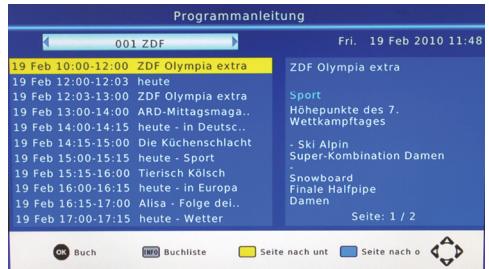 Programmanleitung
001 ZDF
Fri. 19 Feb 2010 11:48
19 Feb 10:00-12:00 ZDF Olympia extra
19 Feb 12:00-12:03 heute
19 Feb 12:03-13:00 ZDF Olympia extra
19 Feb 13:00-14:00 ARD-Mittagsmaga..
19 Feb 14:00-14:15 heute - in Deutsc..
19 Feb 14:15-15:00 Die Küchenschlacht
19 Feb 15:00-15:15 heute - Sport
19 Feb 15:15-16:00 Tierisch Kölsch
19 Feb 16:00-16:15 heute - in Europa
19 Feb 16:15-17:00 Alisa - Folge dei..
19 Feb 17:00-17:15 heute - Wetter
ZDF Olympia extra
Sport
Höhepunkte des 7.
Wettkampftages
- Ski Alpin
Super-Kombination Damen
-
Snowboard
Finale Halfpipe
Damen
Seite: 1 / 2
OK Buch
INFO Buchliste
Seite nach unt
Seite nach o